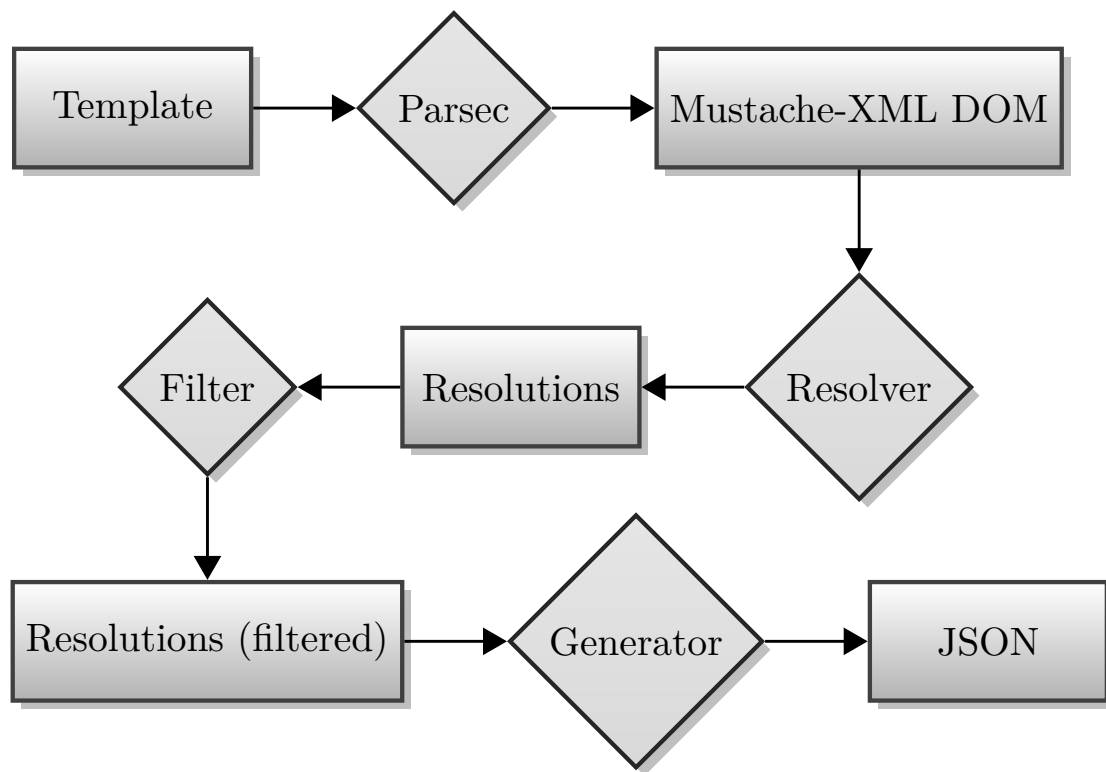 Template
Parsec
Mustache-XML DOM
Filter
Resolutions
Resolver
Resolutions (filtered)
Generator
JSON